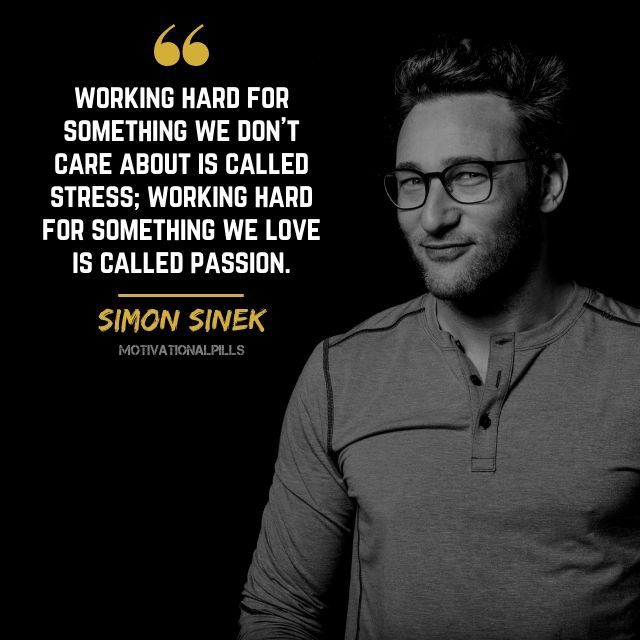 WORKING HARD FOR
SOMETHING WE DON'T
CARE ABOUT IS CALLED
STRESS; WORKING HARD
FOR SOMETHING WE LOVE
IS CALLED PASSION.
SIMON SINEK
MOTIVATIONALPILLS